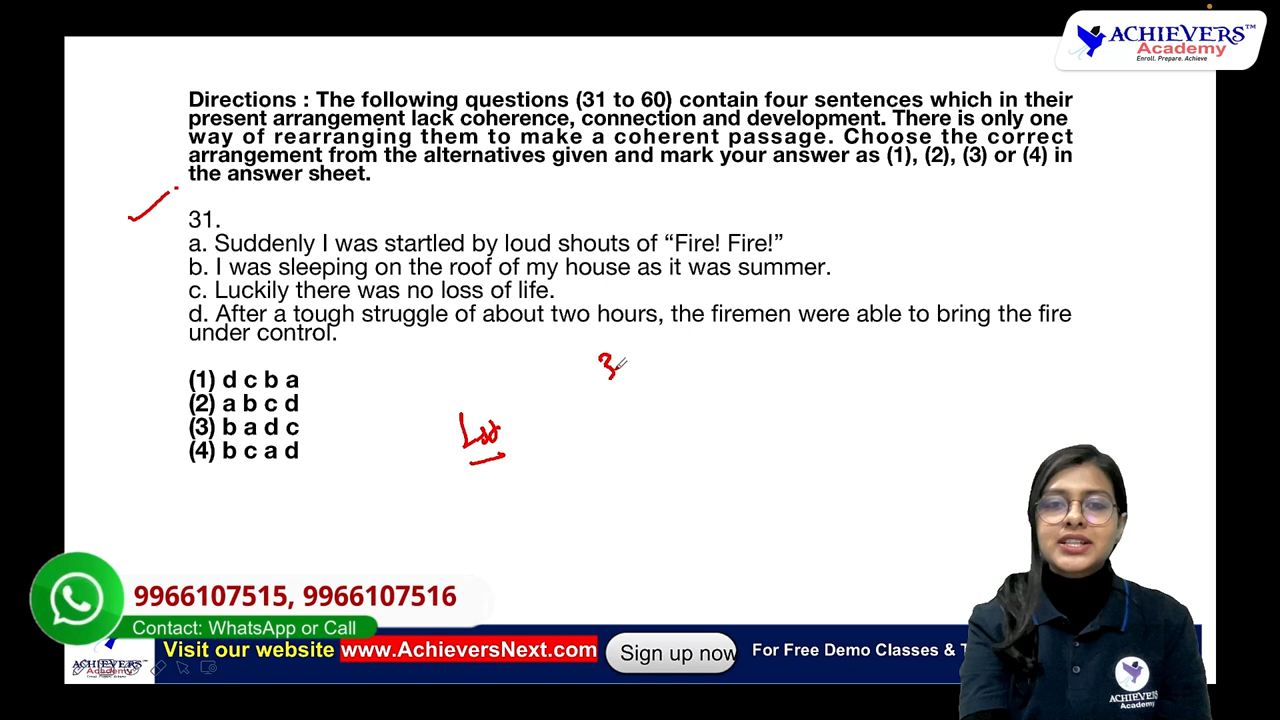 ACHIEVERS™
Academy
Enroll. Prepare. Achieve
Directions : The following questions (31 to 60) contain four sentences which in their
present arrangement lack coherence, connection and development. There is only one
way of rearranging them to make a coherent passage. Choose the correct
arrangement from the alternatives given and mark your answer as (1), (2), (3) or (4) in
the answer sheet.
31.
a. Suddenly I was startled by loud shouts of “Fire! Fire!”
b. I was sleeping on the roof of my house as it was summer.
c. Luckily there was no loss of life.
d. After a tough struggle of about two hours, the firemen were able to bring the fire
under control.
3
(1) d c b a
(2) a b c d
(3) b a d c
(4) b c a d
9966107515, 9966107516
Contact: WhatsApp or Call
Visit our website www.AchieversNext.com
Sign up now
For Free Demo Classes & T
ACHIEVERS™
Academy
ACHIEVERS
Academy